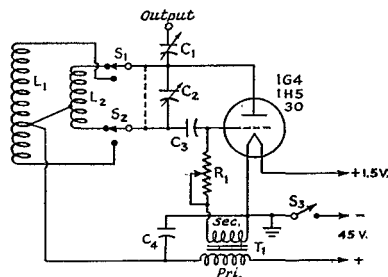 Output
S1
C1
L1
L2
C2
1G4
1H5
30
S2
C3
R1
+1.5V.
S3
sec.
C4
T1
−
45 V.
+
Pri.